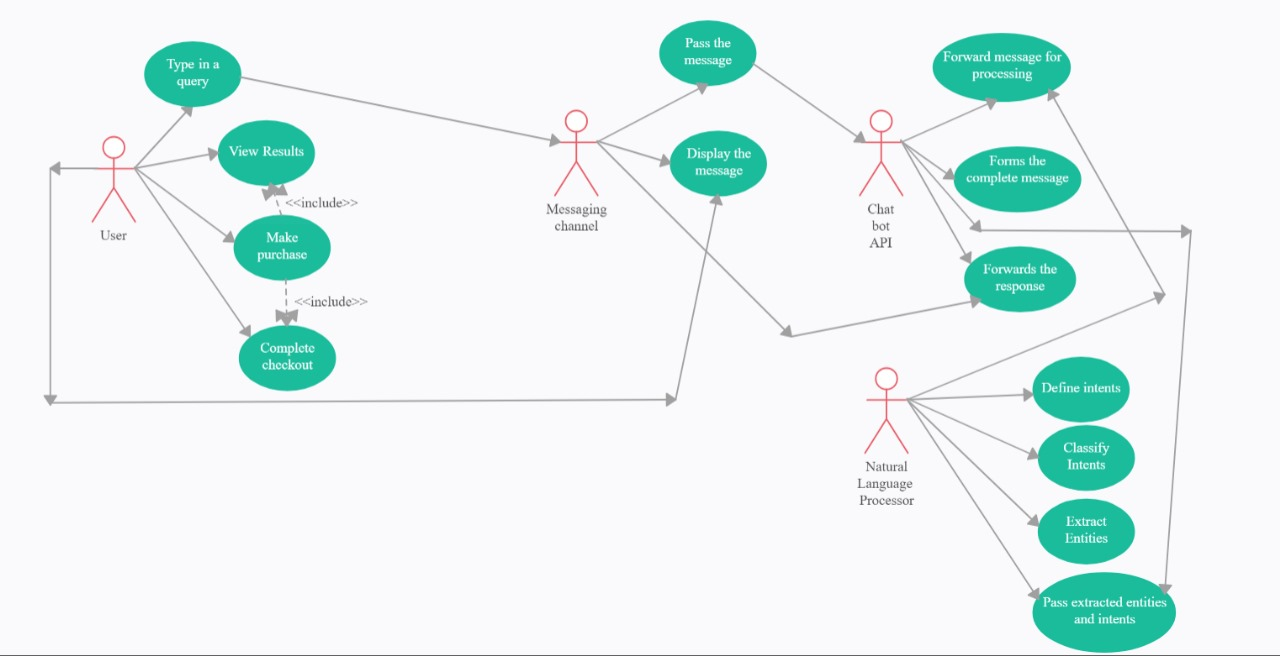 Type in a
query
View Results
<<include>>
Make
purchase
<<include>>
Complete
checkout
User
Pass the
message
Display the
message
Messaging
channel
Forward message for
processing
Forms the
complete message
Chat
bot
API
Forwards the
response
Define intents
Classify
Intents
Extract
Entities
Pass extracted entities
and intents
Natural
Language
Processor